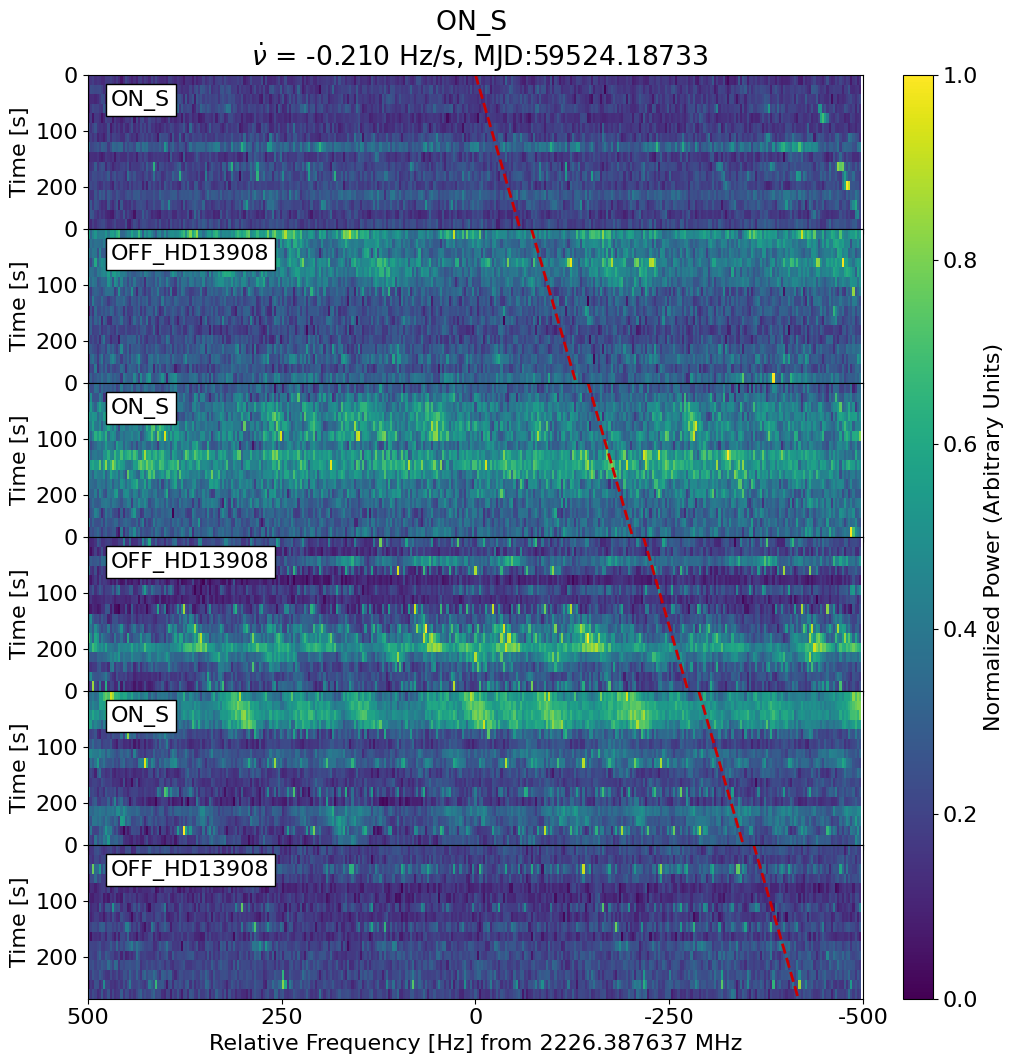 ON_S
ν̇ = -0.210 Hz/s, MJD:59524.18733
0
100
200
Time [s]
ON_S
0
100
200
Time [s]
OFF_HD13908
0
100
200
Time [s]
ON_S
0
100
200
Time [s]
OFF_HD13908
0
100
200
Time [s]
ON_S
0
100
200
Time [s]
OFF_HD13908
500
250
0
-250
-500
Relative Frequency [Hz] from 2226.387637 MHz
1.0
0.8
0.6
0.4
0.2
0.0
Normalized Power (Arbitrary Units)